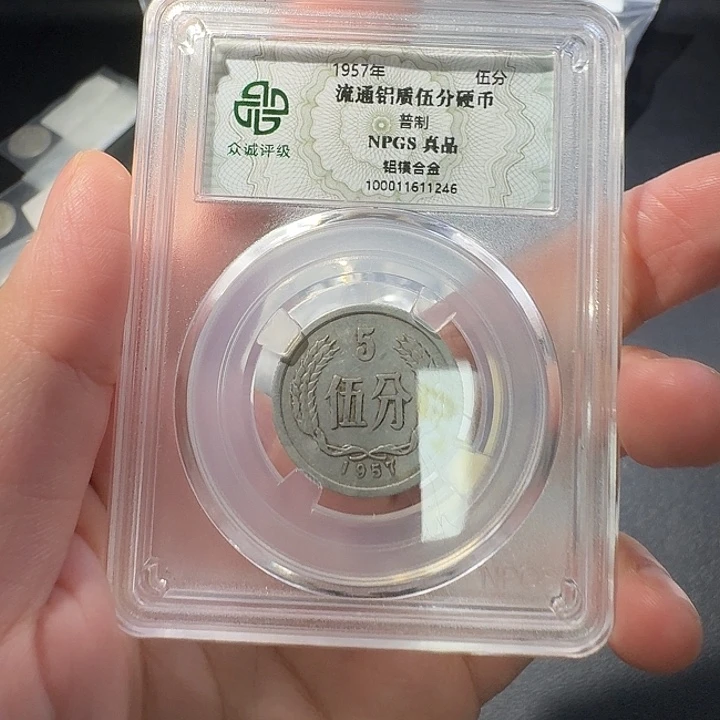 1957年 伍分
流通铝质伍分硬币
普制
NPGS 真品
铝镁合金
100011611246
众诚评级
5
伍分
1957